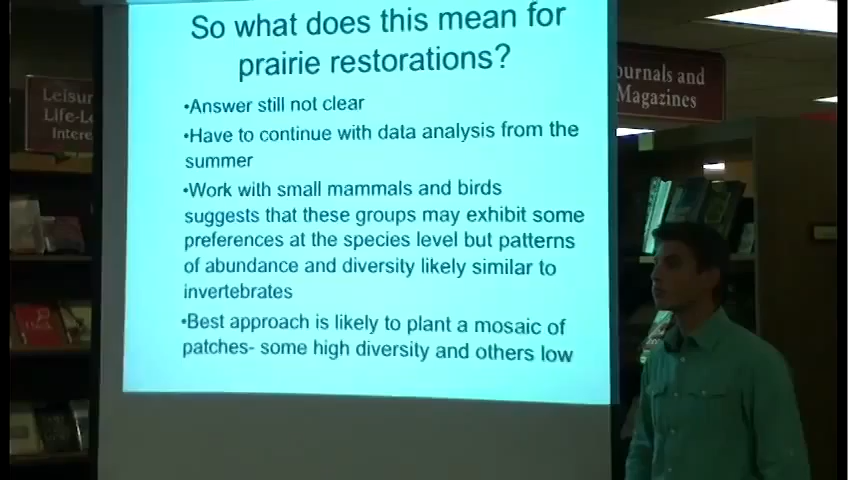 So what does this mean for
prairie restorations?
•Answer still not clear
•Have to continue with data analysis from the
summer
•Work with small mammals and birds
suggests that these groups may exhibit some
preferences at the species level but patterns
of abundance and diversity likely similar to
invertebrates
•Best approach is likely to plant a mosaic of
patches- some high diversity and others low
Leisur
Life-L
Intere
ournals and
Magazines